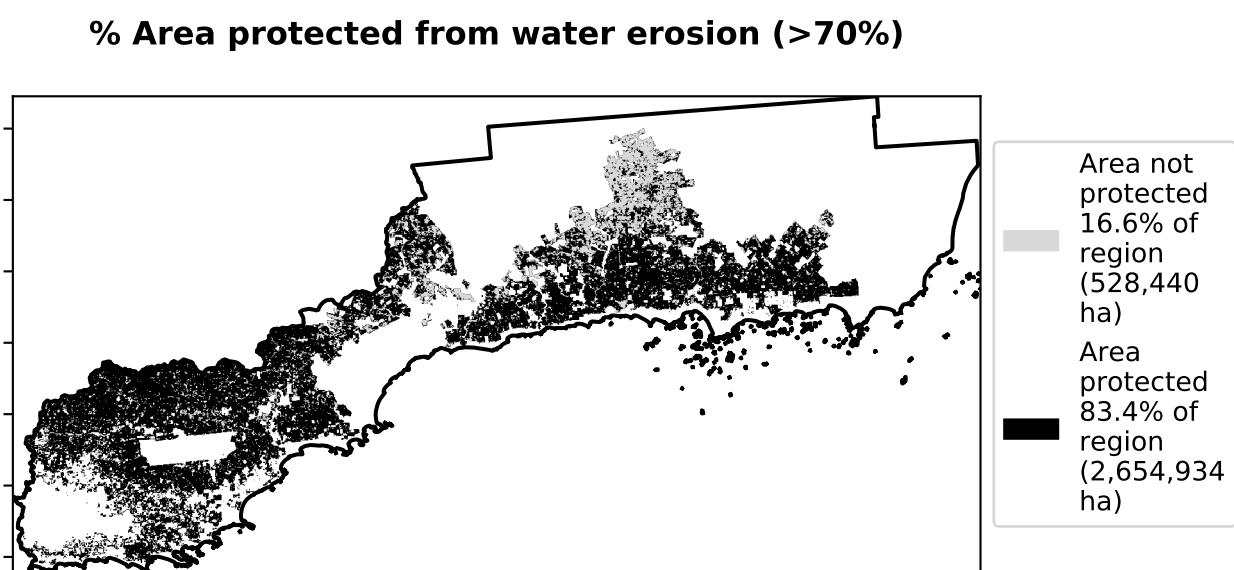 % Area protected from water erosion (>70%)
Area not
protected
16.6% of
region
(528,440
ha)
Area
protected
83.4% of
region
(2,654,934
ha)